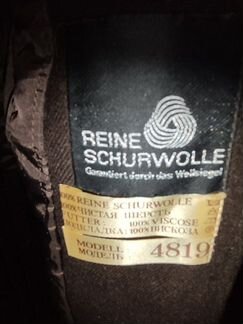 REINE
SCHURWOLLE
Garantiert durch das Wollsiegel
100% REINE SCHURWOLLE
100% ЧИСТАЯ ШЕРСТЬ
FUTTER: 100% VISCOSE
ПОДКЛАДКА: 100% ВИСКОЗА
MODELL
МОДЕЛЬ 4819